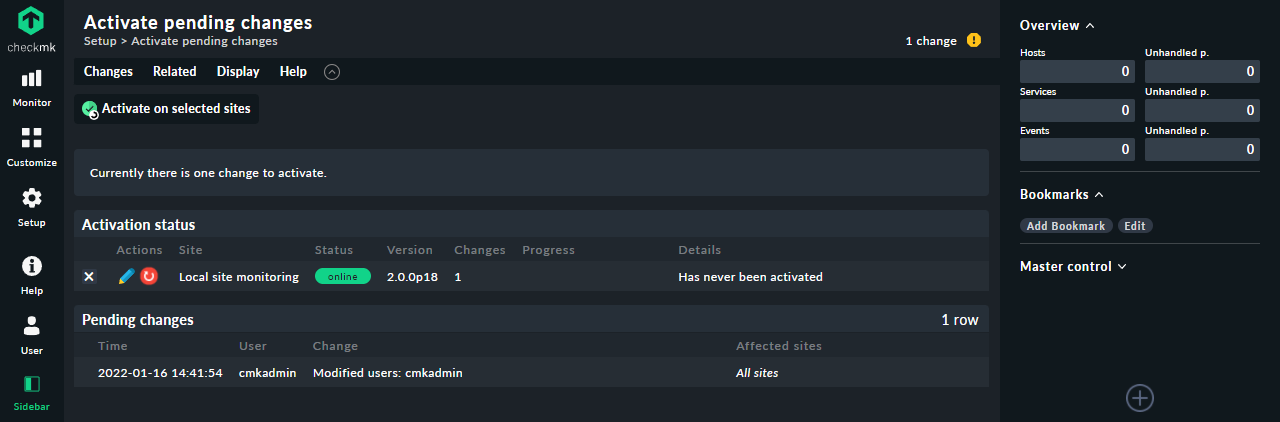 checkmk
Monitor
Customize
Setup
Help
User
Sidebar
Activate pending changes
Setup > Activate pending changes
1 change
Changes Related Display Help
Activate on selected sites
Currently there is one change to activate.
Activation status
Actions Site Status Version Changes Progress Details
Local site monitoring online 2.0.0p18 1 Has never been activated
Pending changes 1 row
Time User Change Affected sites
2022-01-16 14:41:54 cmkadmin Modified users: cmkadmin All sites
Overview
Hosts Unhandled p.
0 0
Services Unhandled p.
0 0
Events Unhandled p.
0 0
Bookmarks
Add Bookmark Edit
Master control